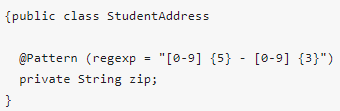 {public class StudentAddress
@Pattern (regexp = "[0-9] {5} - [0-9] {3}")
private String zip;
}